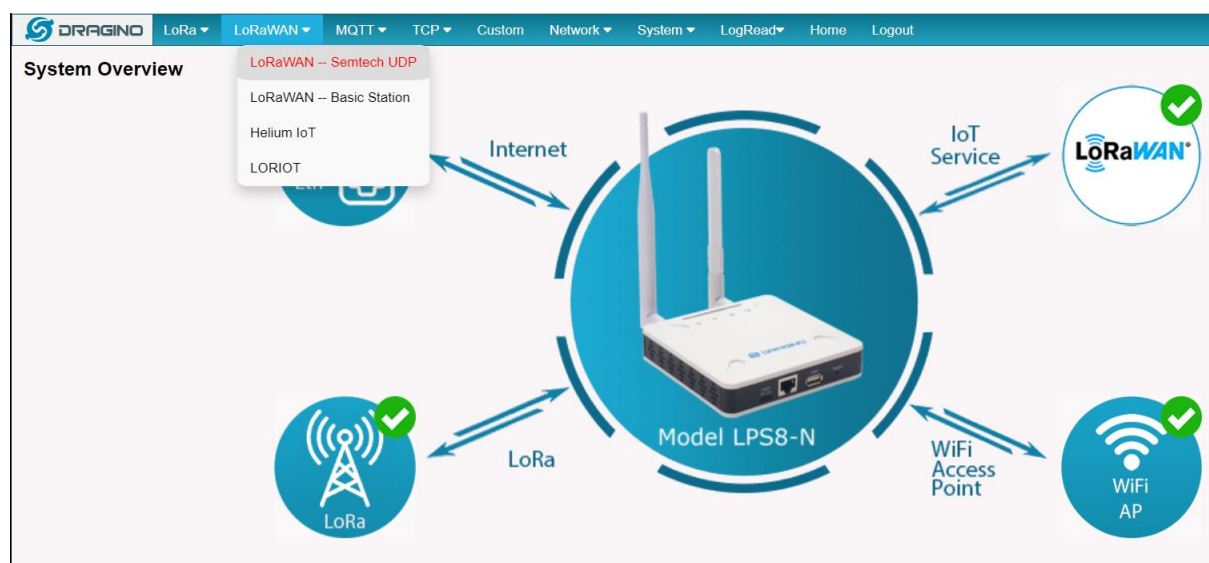 DRAGINO LoRa LoRaWAN MQTT TCP Custom Network System LogRead Home Logout
System Overview
LoRaWAN -- Semtech UDP
LoRaWAN -- Basic Station
Helium IoT
LORIOT
Internet
IoT
Service
LoRaWAN®
DRAGINO
Model LPS8-N
LoRa
LoRa
WiFi
Access
Point
WiFi
AP